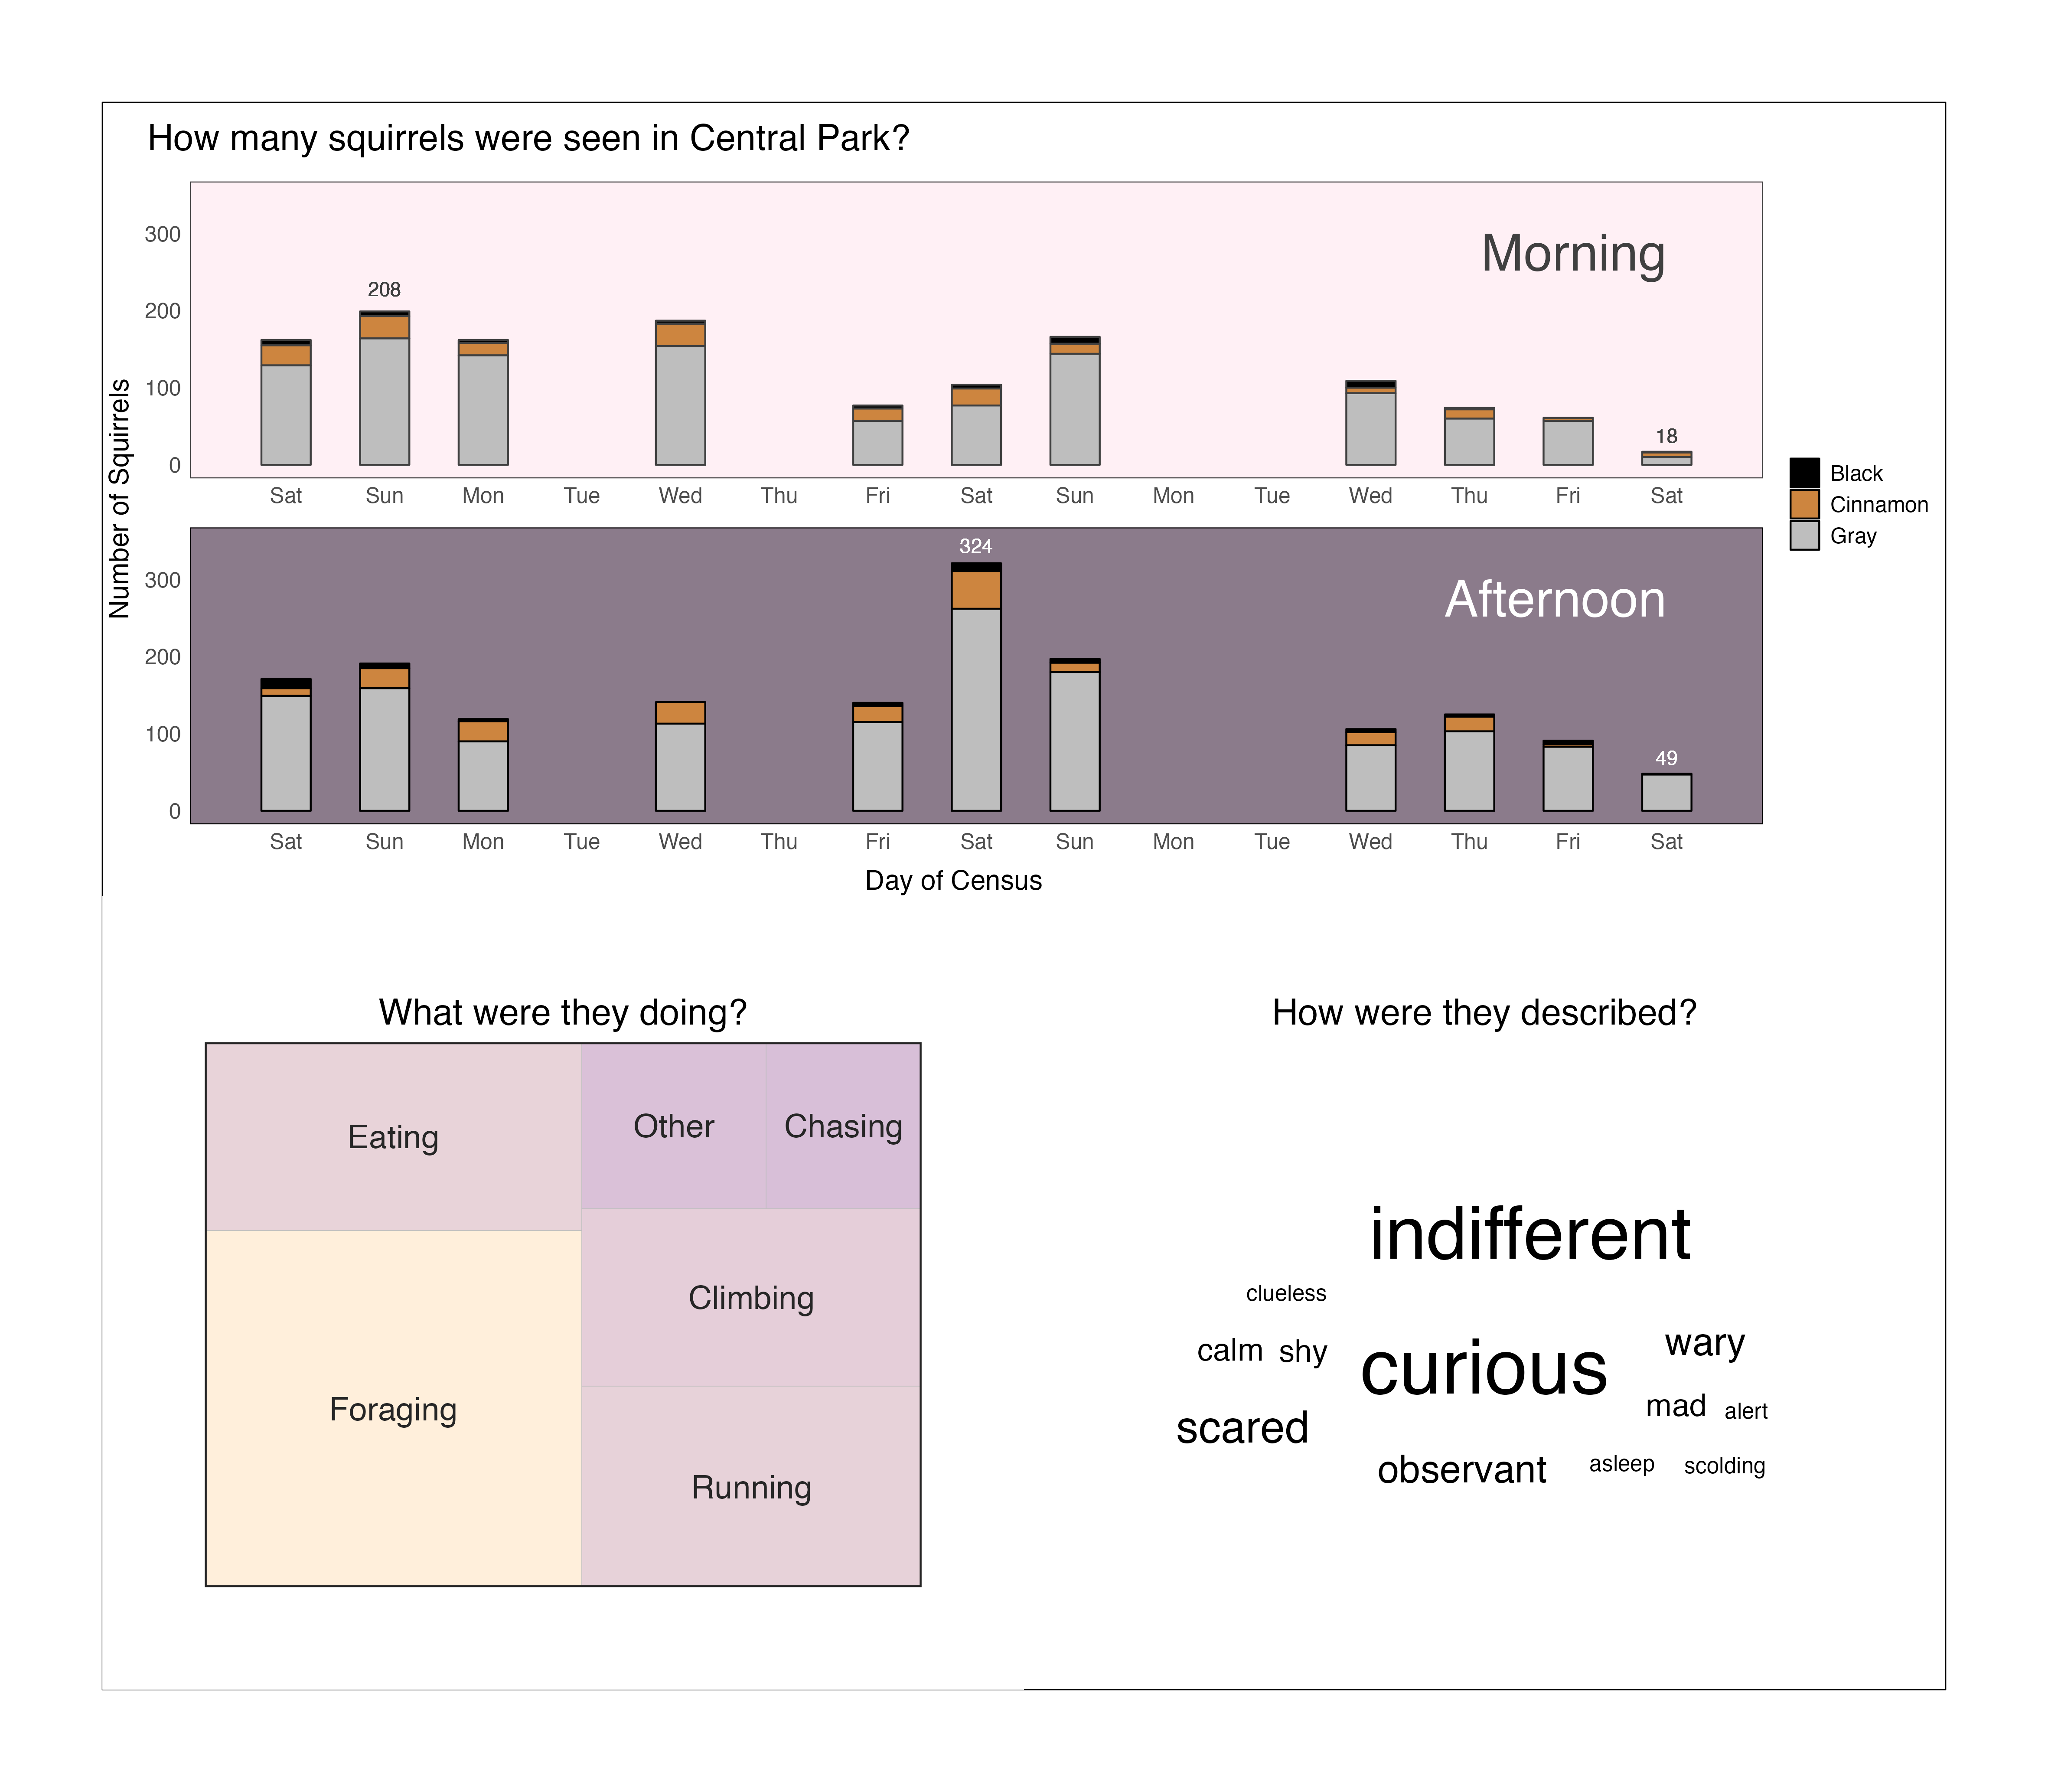 How many squirrels were seen in Central Park?
Number of Squirrels
Morning
300
200
100
0
208
18
Sat Sun Mon Tue Wed Thu Fri Sat Sun Mon Tue Wed Thu Fri Sat
Afternoon
300
200
100
0
324
49
Sat Sun Mon Tue Wed Thu Fri Sat Sun Mon Tue Wed Thu Fri Sat
Day of Census
Black
Cinnamon
Gray
What were they doing?
Eating
Other
Chasing
Climbing
Foraging
Running
How were they described?
indifferent
clueless
calm shy
curious
wary
mad alert
scared
observant
asleep scolding